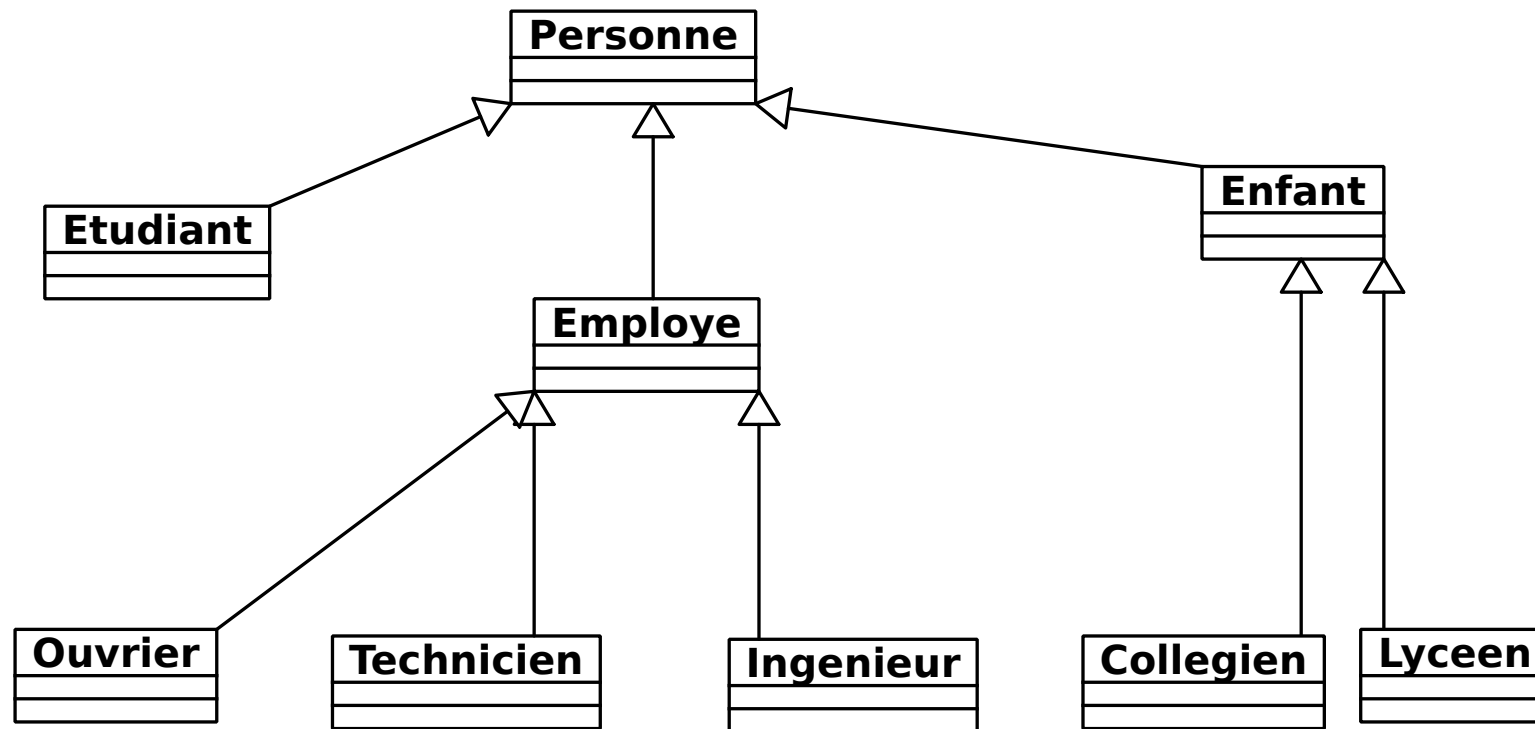 Personne
Etudiant
Enfant
Employe
Ouvrier
Technicien
Ingenieur
Collegien
Lyceen